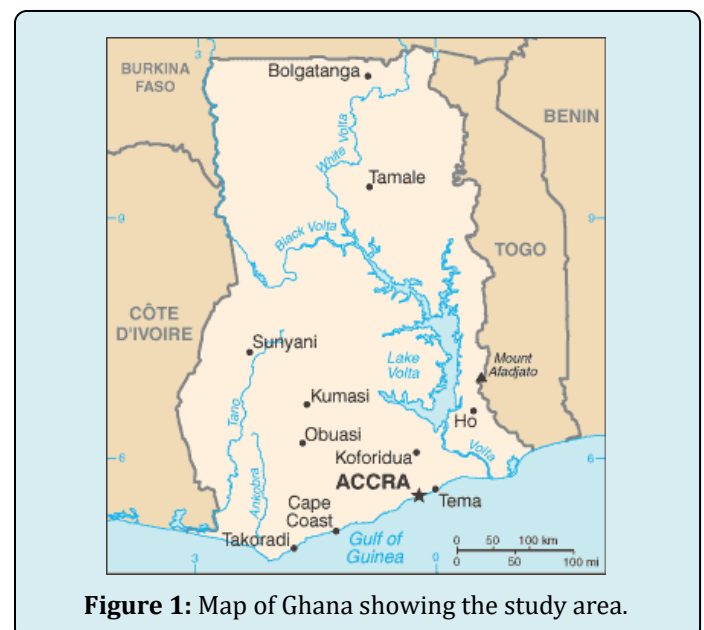 3
0
BURKINA
FASO
Bolgatanga
BENIN
White Volta
Tamale
9
9
Black Volta
TOGO
CÔTE
D'IVOIRE
Sunyani
Lake
Volta
Mount
Afadjato
Kumasi
Tano
Ho
Obuasi
Volta
Koforidua
6
6
Ankobra
ACCRA
Tema
Cape
Coast
Takoradi
Gulf of
Guinea
3
0
0 50 100 km
0 50 100 mi
Figure 1: Map of Ghana showing the study area.